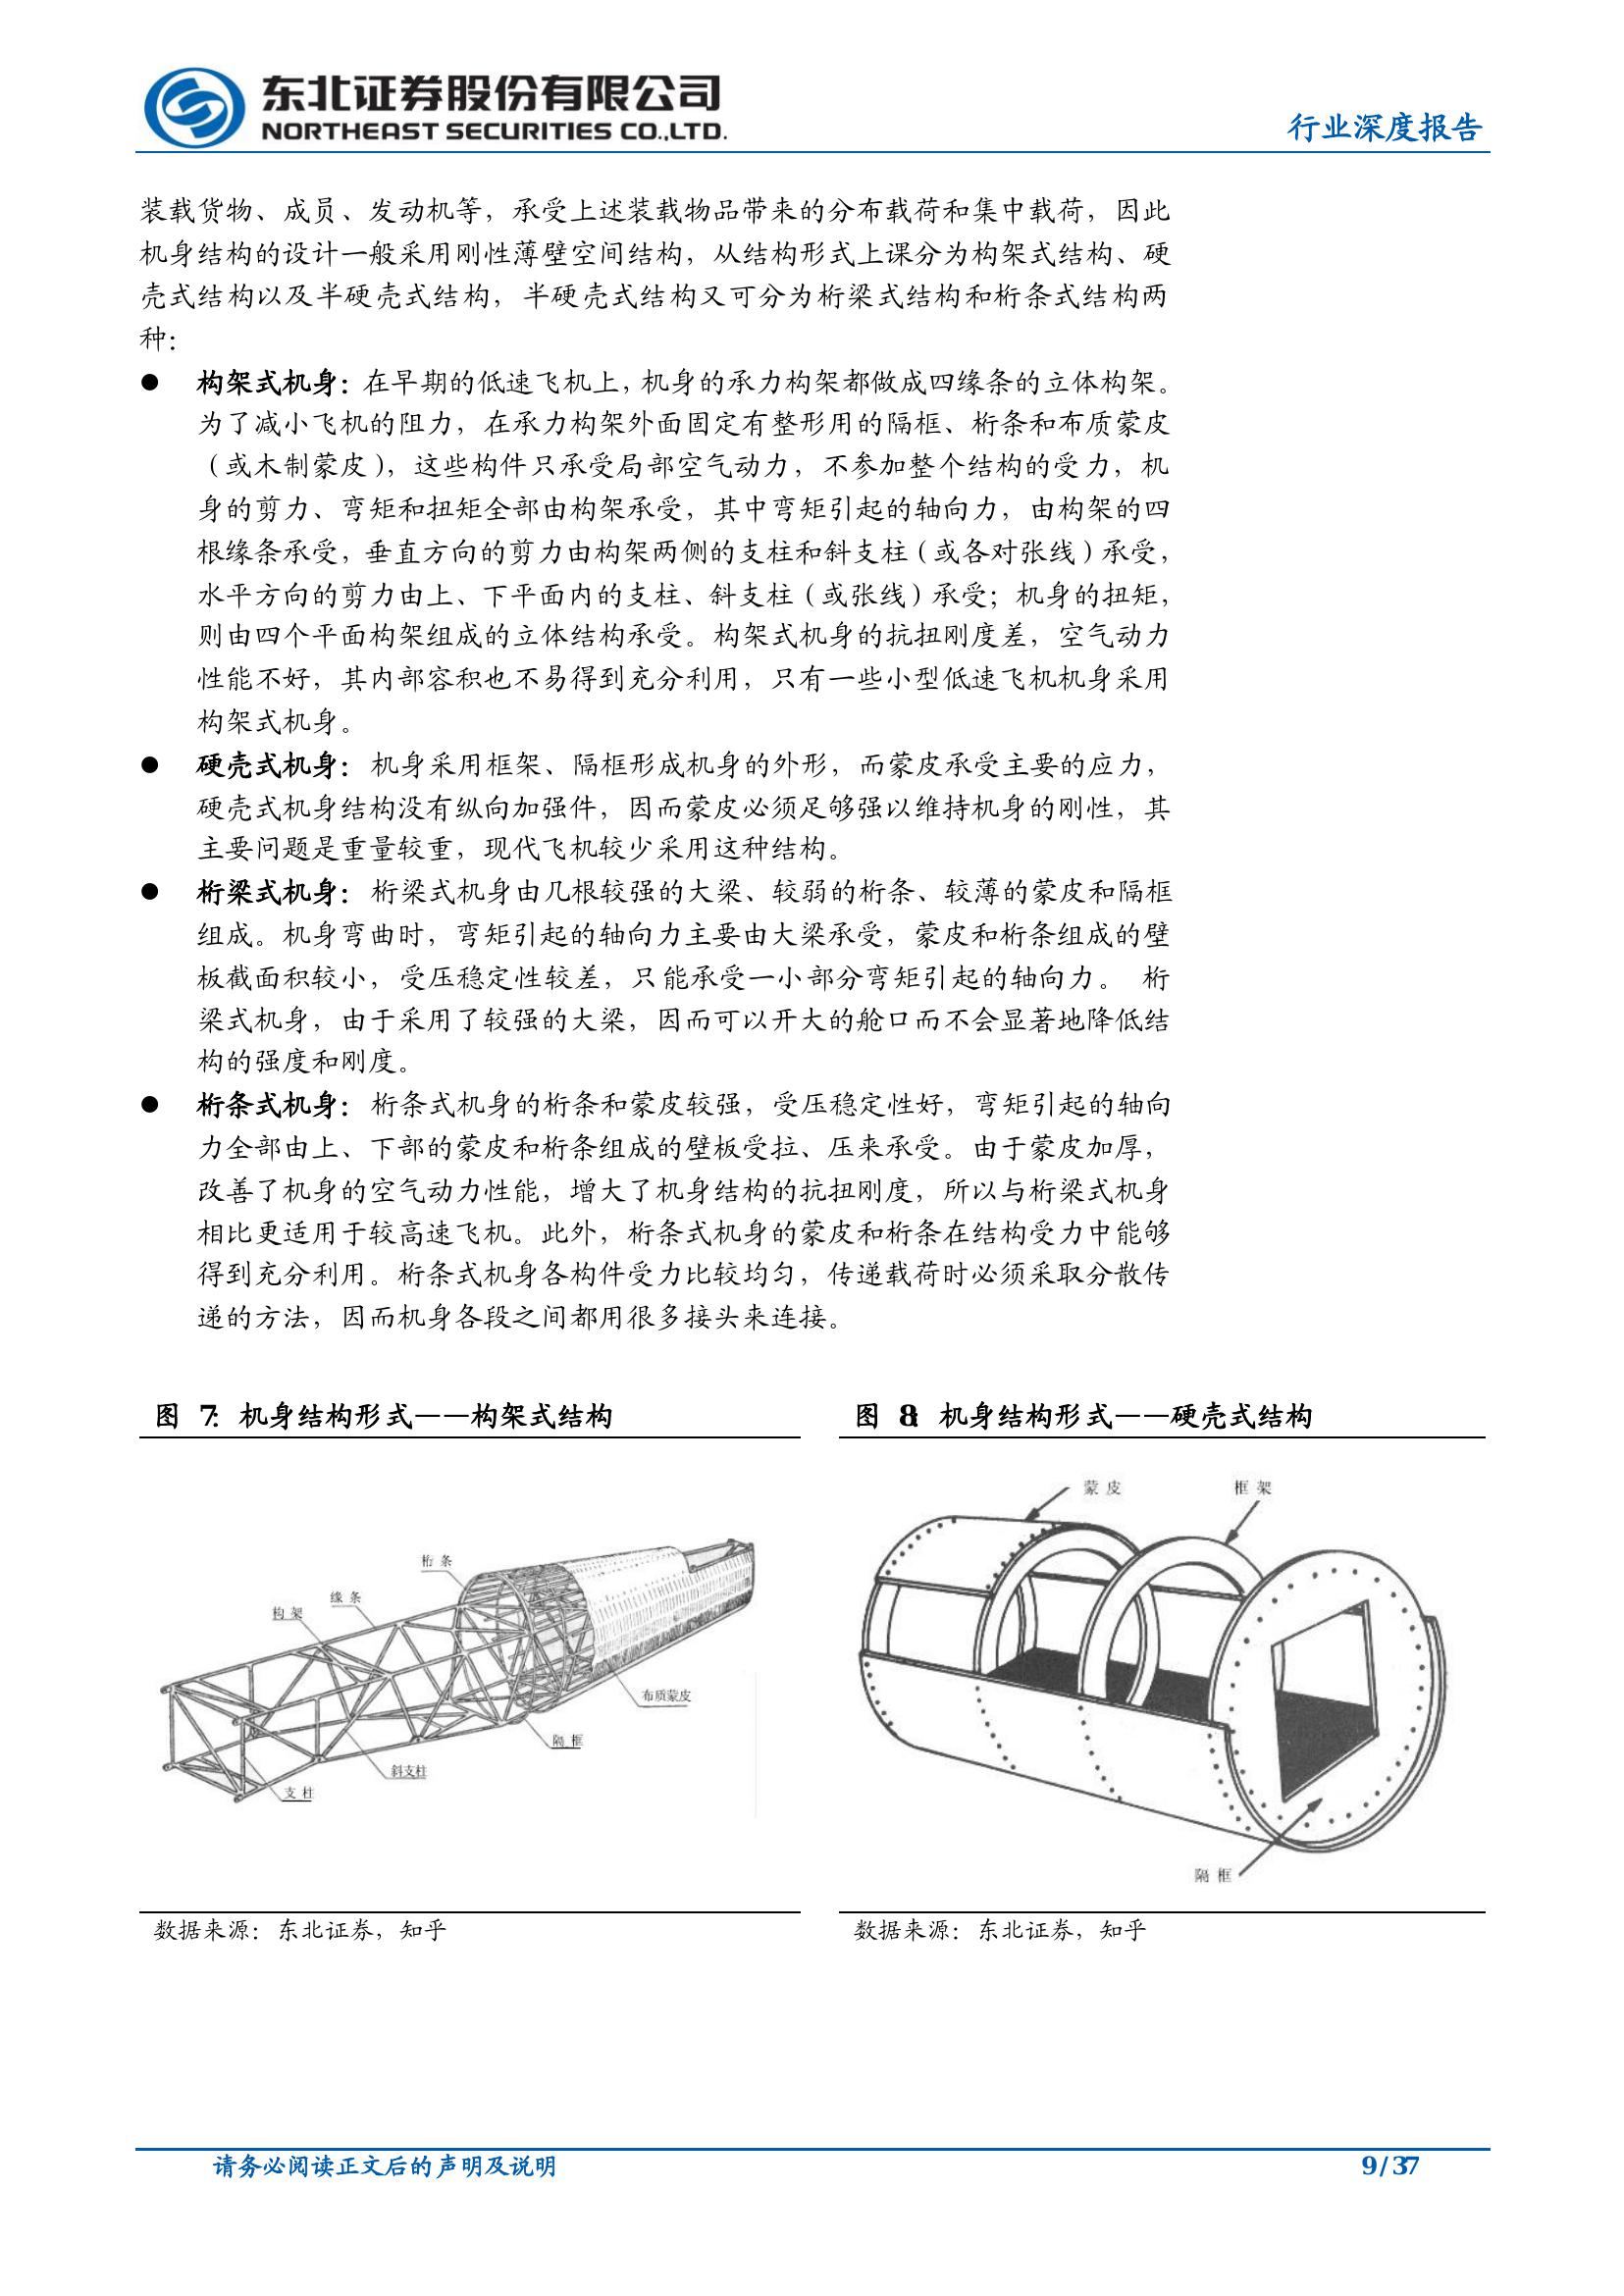 东北证券股份有限公司
NORTHEAST SECURITIES CO.,LTD.
行业深度报告
装载货物、成员、发动机等，承受上述装载物品带来的分布载荷和集中载荷，因此
机身结构的设计一般采用刚性薄壁空间结构，从结构形式上课分为构架式结构、硬
壳式结构以及半硬壳式结构，半硬壳式结构又可分为桁梁式结构和桁条式结构两
种：
● 构架式机身：在早期的低速飞机上，机身的承力构架都做成四缘条的立体构架。
为了减小飞机的阻力，在承力构架外面固定有整形用的隔框、桁条和布质蒙皮
（或木制蒙皮），这些构件只承受局部空气动力，不参加整个结构的受力，机
身的剪力、弯矩和扭矩全部由构架承受，其中弯矩引起的轴向力，由构架的四
根缘条承受，垂直方向的剪力由构架两侧的支柱和斜支柱（或各对张线）承受，
水平方向的剪力由上、下平面内的支柱、斜支柱（或张线）承受；机身的扭矩，
则由四个平面构架组成的立体结构承受。构架式机身的抗扭刚度差，空气动力
性能不好，其内部容积也不易得到充分利用，只有一些小型低速飞机机身采用
构架式机身。
● 硬壳式机身：机身采用框架、隔框形成机身的外形，而蒙皮承受主要的应力，
硬壳式机身结构没有纵向加强件，因而蒙皮必须足够强以维持机身的刚性，其
主要问题是重量较重，现代飞机较少采用这种结构。
● 桁梁式机身：桁梁式机身由几根较强的大梁、较弱的桁条、较薄的蒙皮和隔框
组成。机身弯曲时，弯矩引起的轴向力主要由大梁承受，蒙皮和桁条组成的壁
板截面积较小，受压稳定性较差，只能承受一小部分弯矩引起的轴向力。 桁
梁式机身，由于采用了较强的大梁，因而可以开大的舱口而不会显著地降低结
构的强度和刚度。
● 桁条式机身：桁条式机身的桁条和蒙皮较强，受压稳定性好，弯矩引起的轴向
力全部由上、下部的蒙皮和桁条组成的壁板受拉、压来承受。由于蒙皮加厚，
改善了机身的空气动力性能，增大了机身结构的抗扭刚度，所以与桁梁式机身
相比更适用于较高速飞机。此外，桁条式机身的蒙皮和桁条在结构受力中能够
得到充分利用。桁条式机身各构件受力比较均匀，传递载荷时必须采取分散传
递的方法，因而机身各段之间都用很多接头来连接。
图 7：机身结构形式——构架式结构
桁条
缘条
构架
布质蒙皮
隔框
斜支柱
支柱
数据来源：东北证券，知乎
图 8：机身结构形式——硬壳式结构
蒙皮
框架
隔框
数据来源：东北证券，知乎
请务必阅读正文后的声明及说明
9 / 37